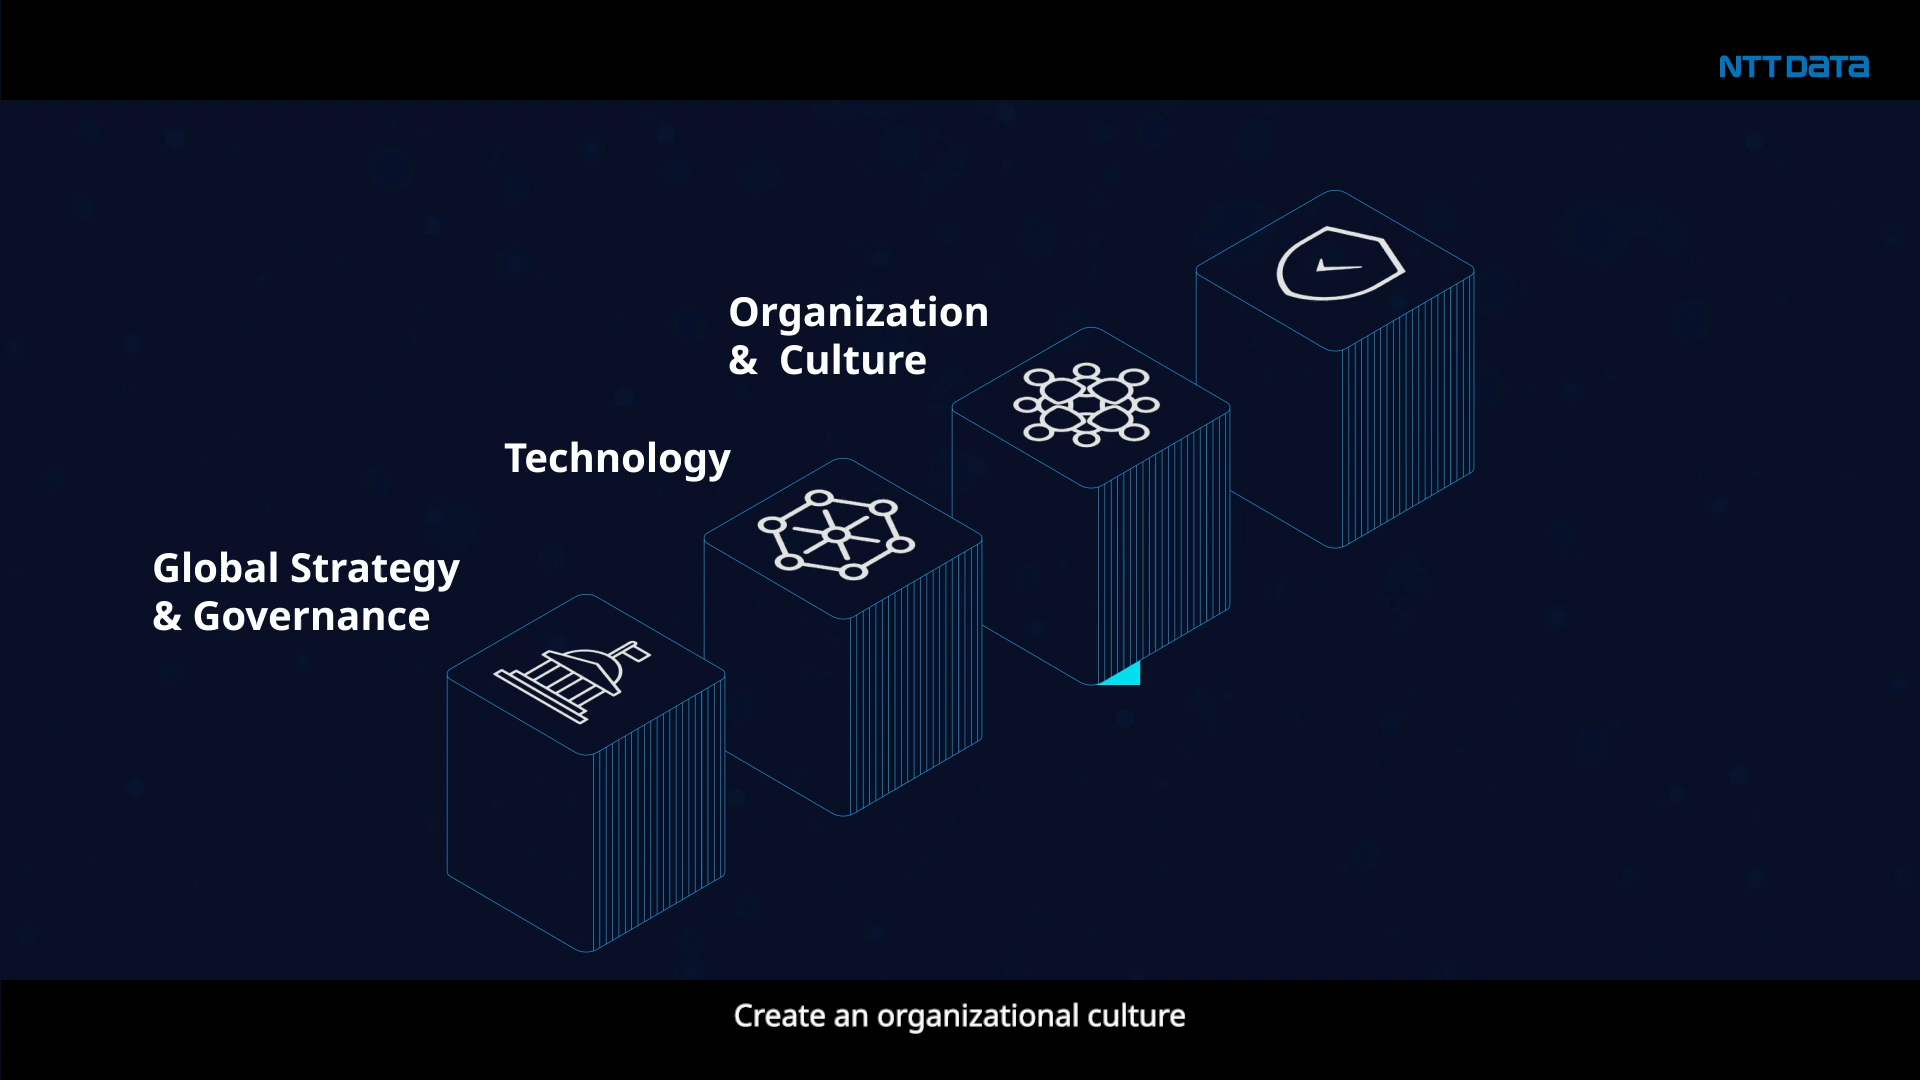 NTT DATA
Organization
& Culture
Technology
Global Strategy
& Governance
Create an organizational culture